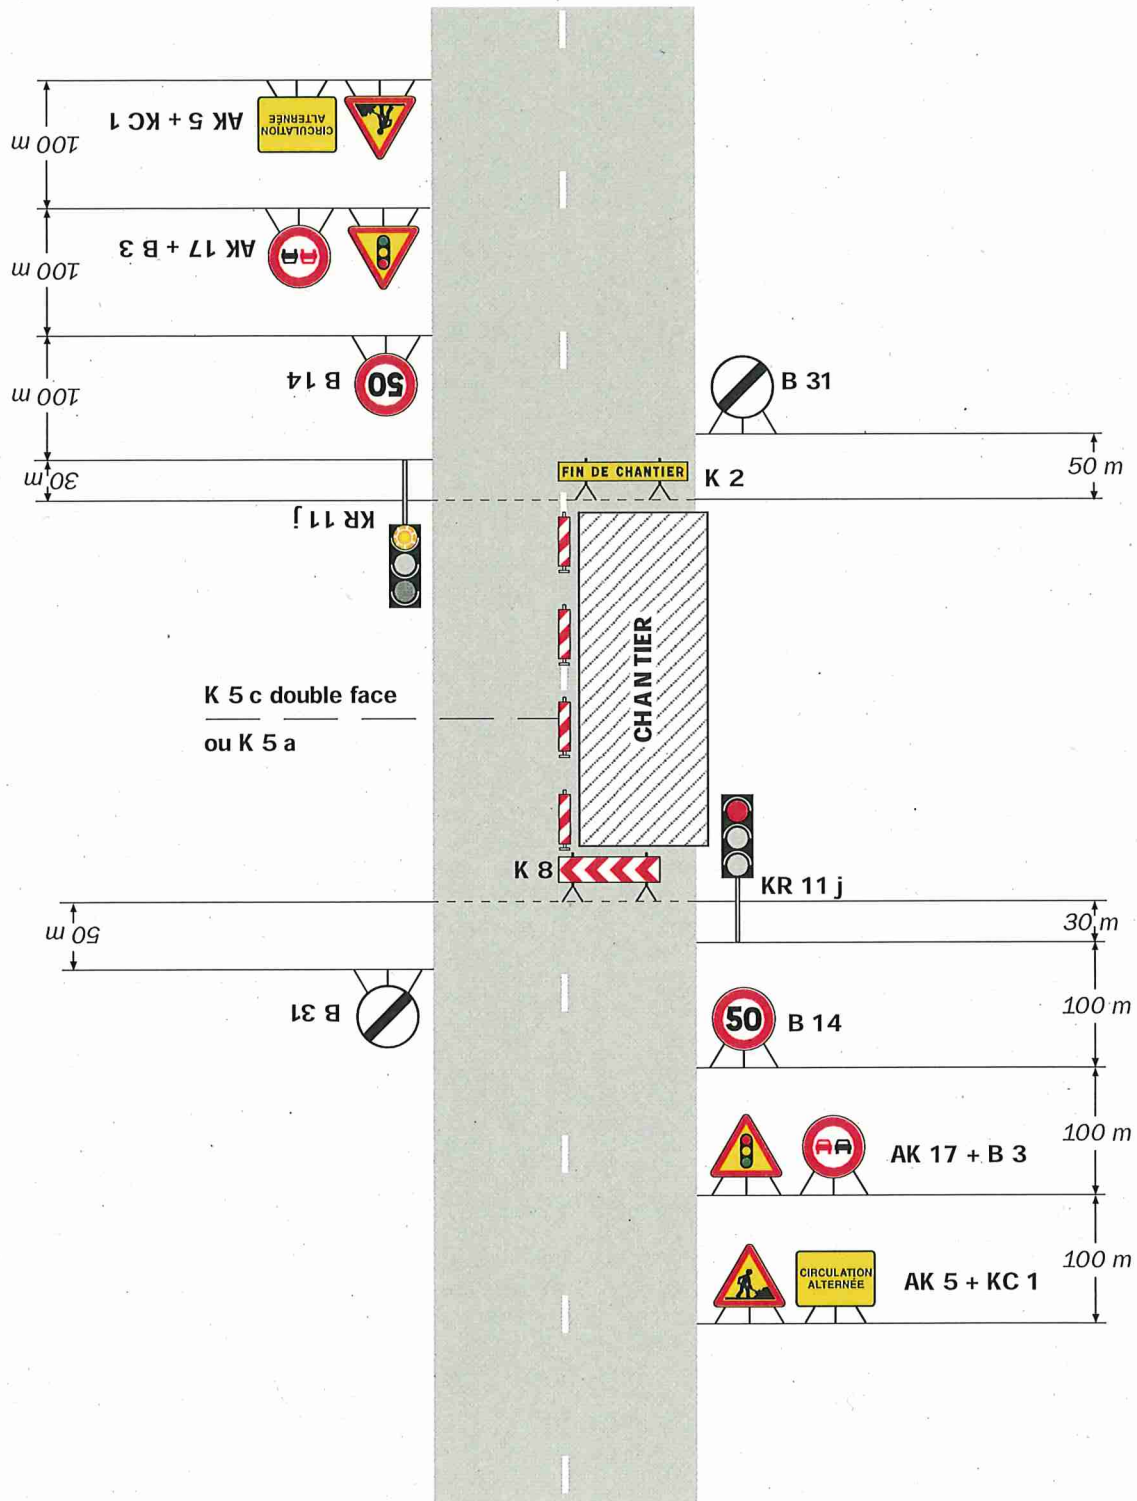 100 m
AK 5 + KC 1
CIRCULATION
ALTERNÉE
100 m
AK 17 + B 3
100 m
B 14
50
B 31
30 m
KR 11 j
FIN DE CHANTIER
K 2
50 m
CHANTIER
K 5 c double face
ou K 5 a
K 8
KR 11 j
50 m
30 m
B 31
50
B 14
100 m
AK 17 + B 3
100 m
CIRCULATION
ALTERNÉE
AK 5 + KC 1
100 m